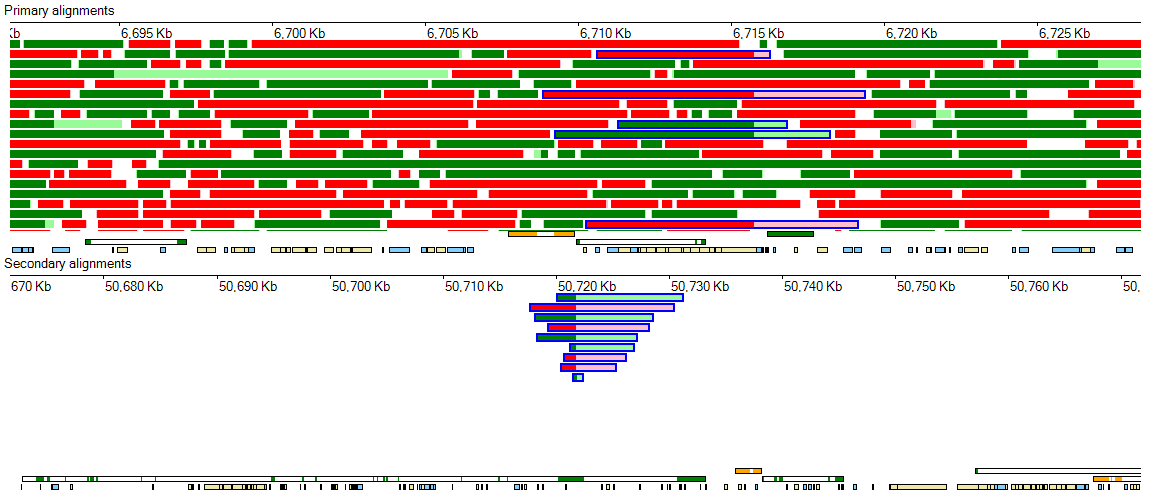 Primary alignments
Kb 6,695 Kb 6,700 Kb 6,705 Kb 6,710 Kb 6,715 Kb 6,720 Kb 6,725 Kb
Secondary alignments
670 Kb 50,680 Kb 50,690 Kb 50,700 Kb 50,710 Kb 50,720 Kb 50,730 Kb 50,740 Kb 50,750 Kb 50,760 Kb 50,